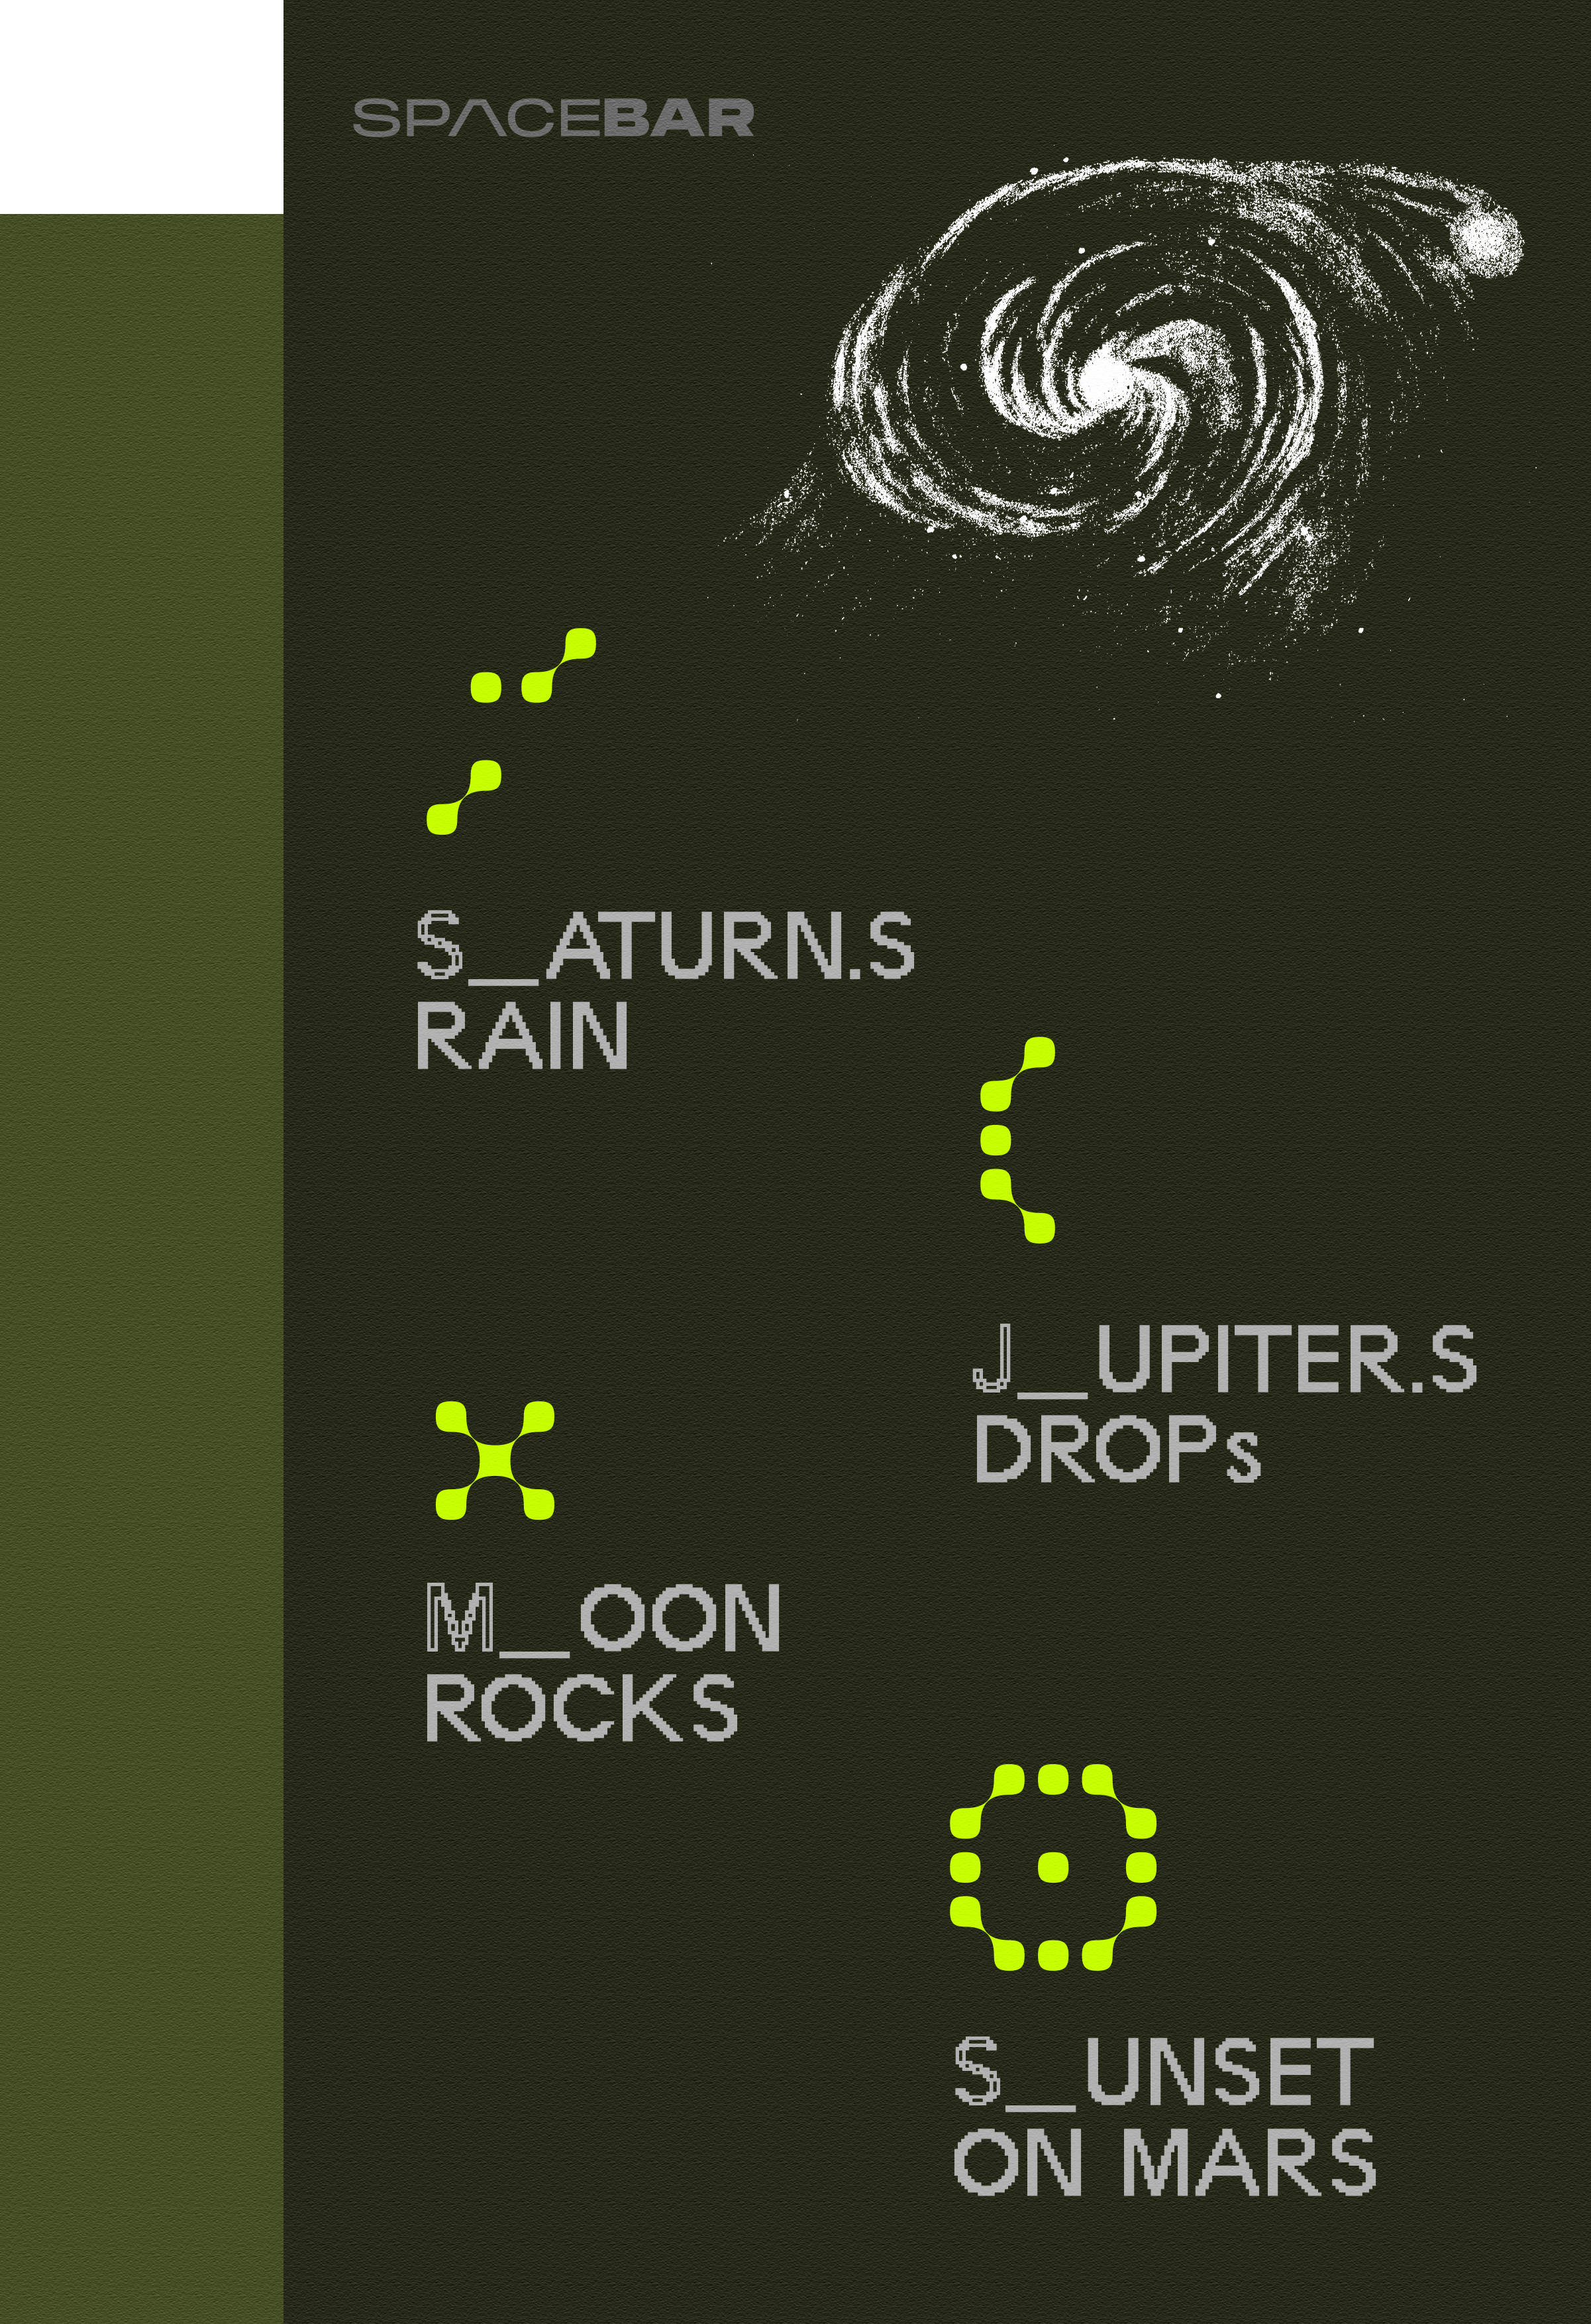 SPACEBAR
S_ATURN.S
RAIN
J_UPITER.S
DROPs
M_OON
ROCKS
S_UNSET
ON MARS